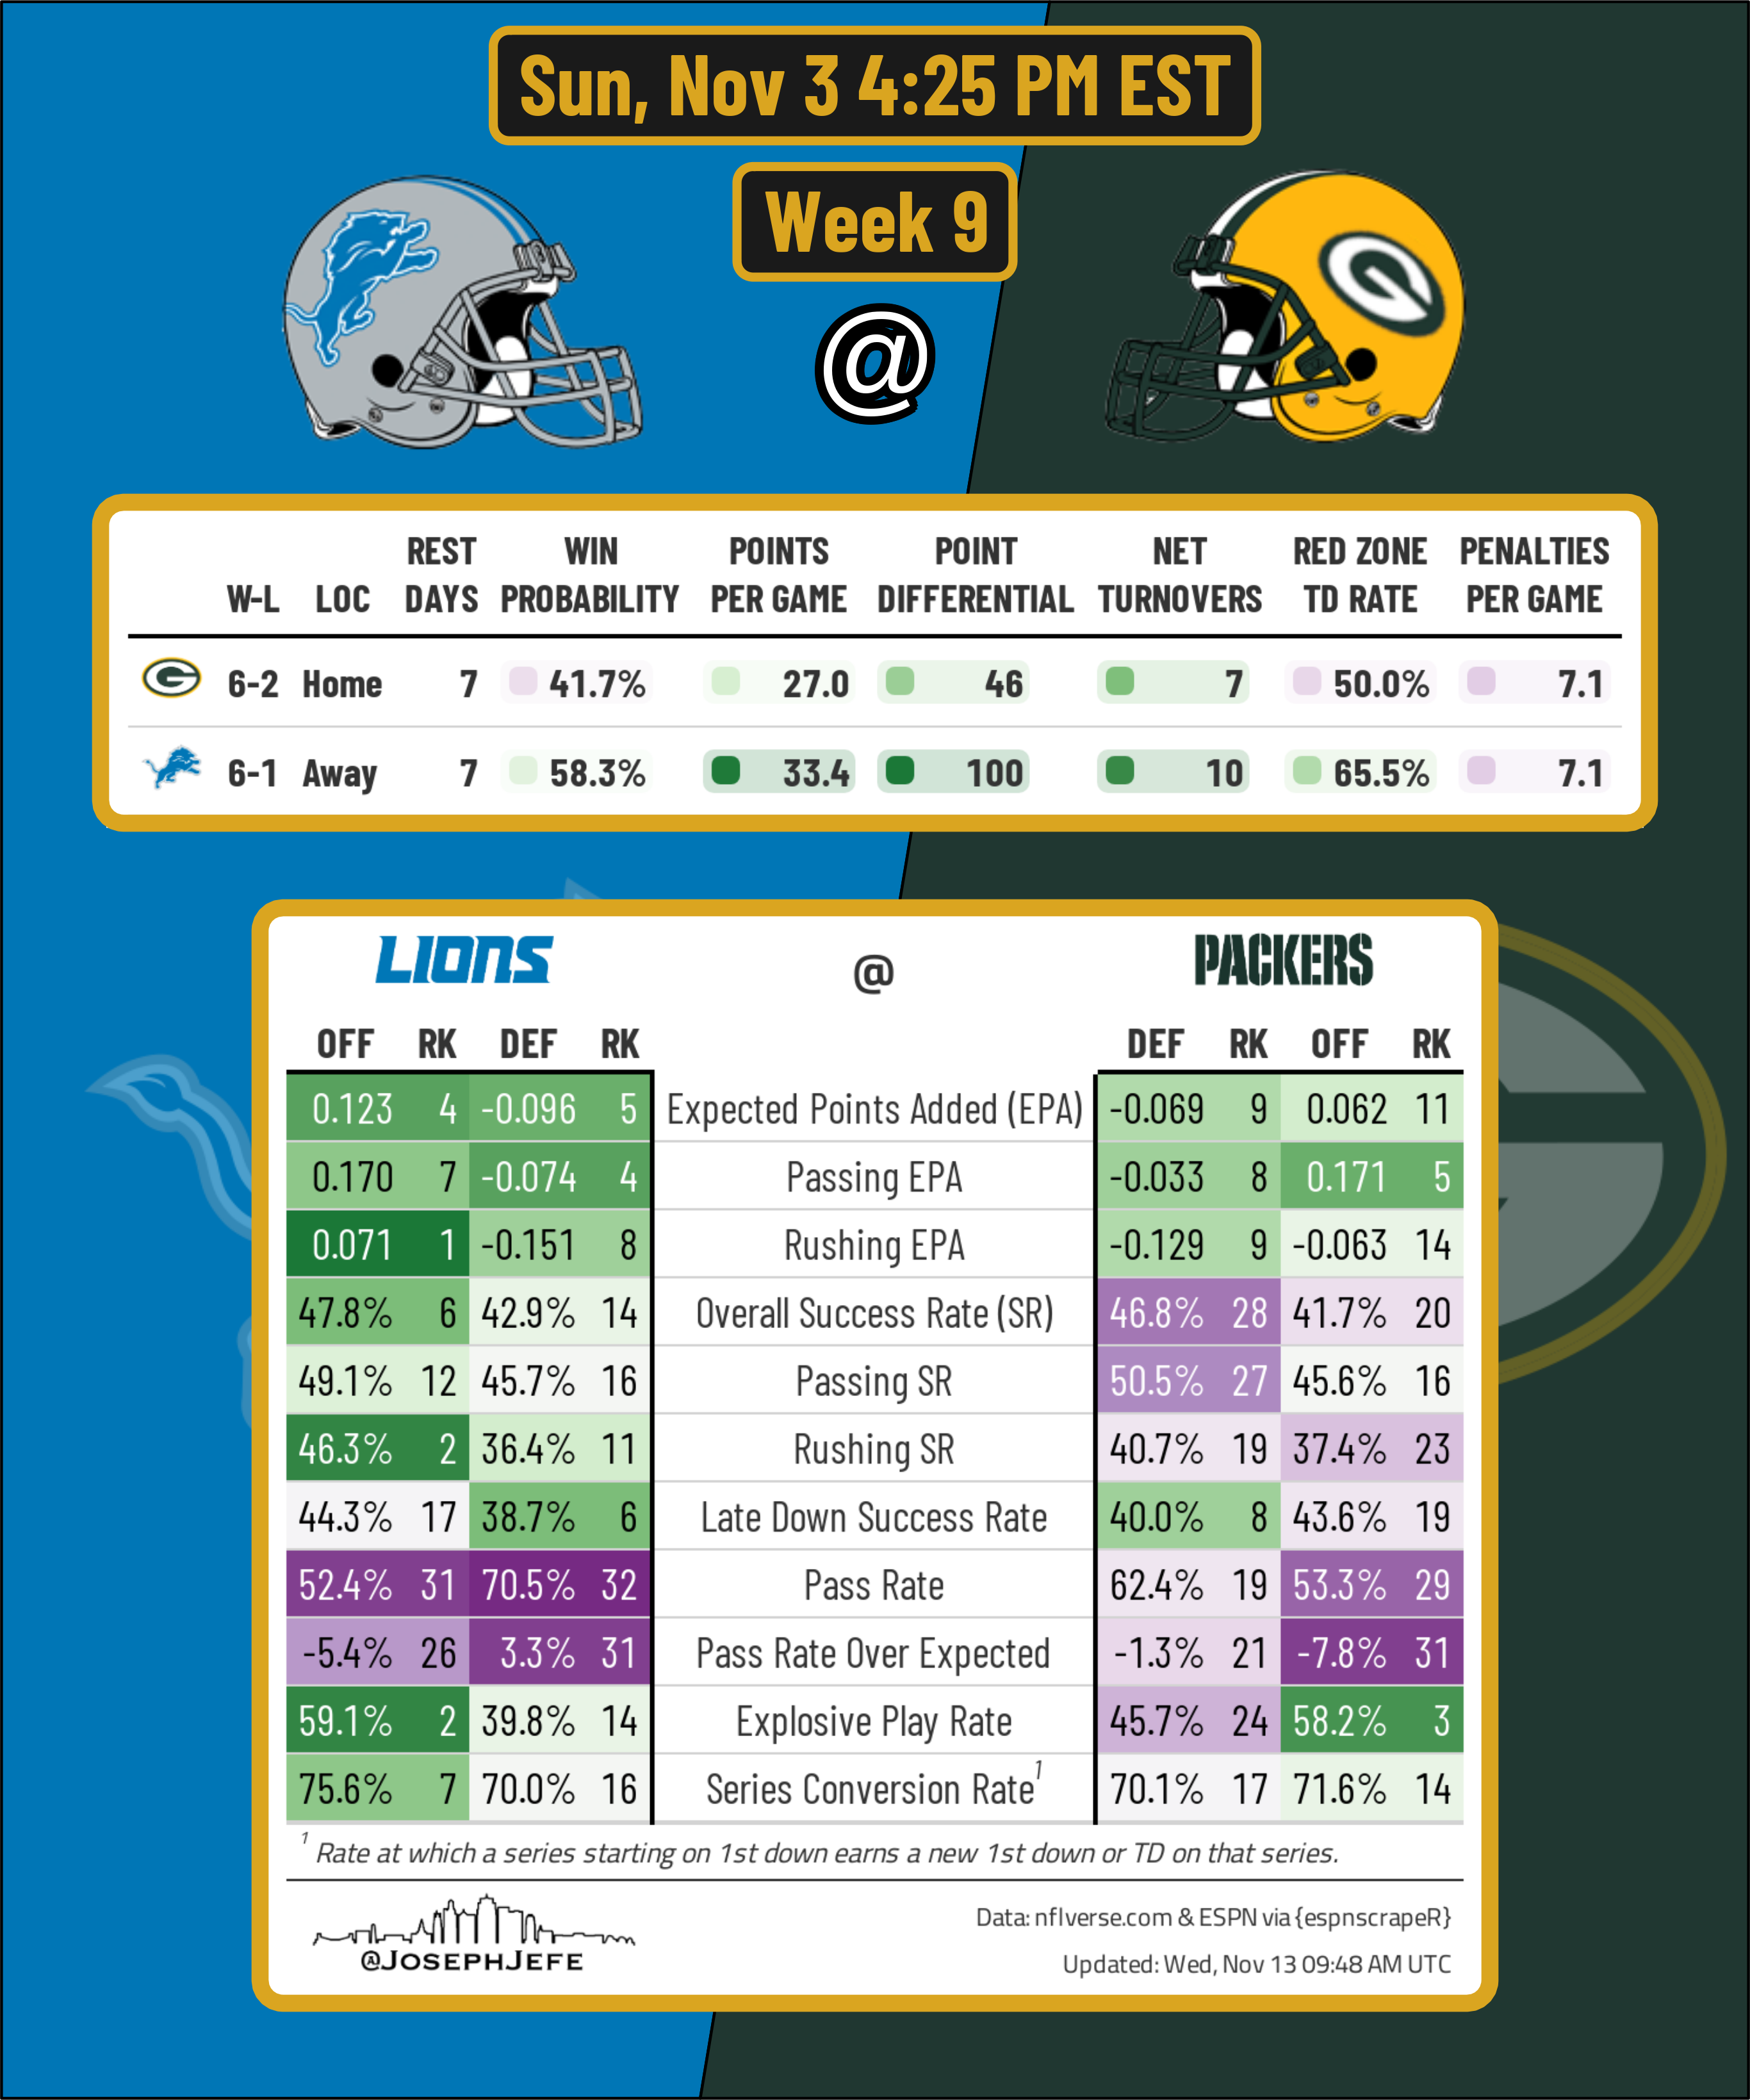 Sun, Nov 3 4:25 PM EST
Week 9
@
G
W-L LOC REST DAYS WIN PROBABILITY POINTS PER GAME POINT DIFFERENTIAL NET TURNOVERS RED ZONE TD RATE PENALTIES PER GAME
G 6-2 Home 7 41.7% 27.0 46 7 50.0% 7.1
6-1 Away 7 58.3% 33.4 100 10 65.5% 7.1
LIONS @ PACKERS
OFF RK DEF RK DEF RK OFF RK
0.123 4 -0.096 5 Expected Points Added (EPA) -0.069 9 0.062 11
0.170 7 -0.074 4 Passing EPA -0.033 8 0.171 5
0.071 1 -0.151 8 Rushing EPA -0.129 9 -0.063 14
47.8% 6 42.9% 14 Overall Success Rate (SR) 46.8% 28 41.7% 20
49.1% 12 45.7% 16 Passing SR 50.5% 27 45.6% 16
46.3% 2 36.4% 11 Rushing SR 40.7% 19 37.4% 23
44.3% 17 38.7% 6 Late Down Success Rate 40.0% 8 43.6% 19
52.4% 31 70.5% 32 Pass Rate 62.4% 19 53.3% 29
-5.4% 26 3.3% 31 Pass Rate Over Expected -1.3% 21 -7.8% 31
59.1% 2 39.8% 14 Explosive Play Rate 45.7% 24 58.2% 3
75.6% 7 70.0% 16 Series Conversion Rate¹ 70.1% 17 71.6% 14
¹ Rate at which a series starting on 1st down earns a new 1st down or TD on that series.
@JOSEPHJEFE
Data: nflverse.com & ESPN via {espnscrapeR}
Updated: Wed, Nov 13 09:48 AM UTC